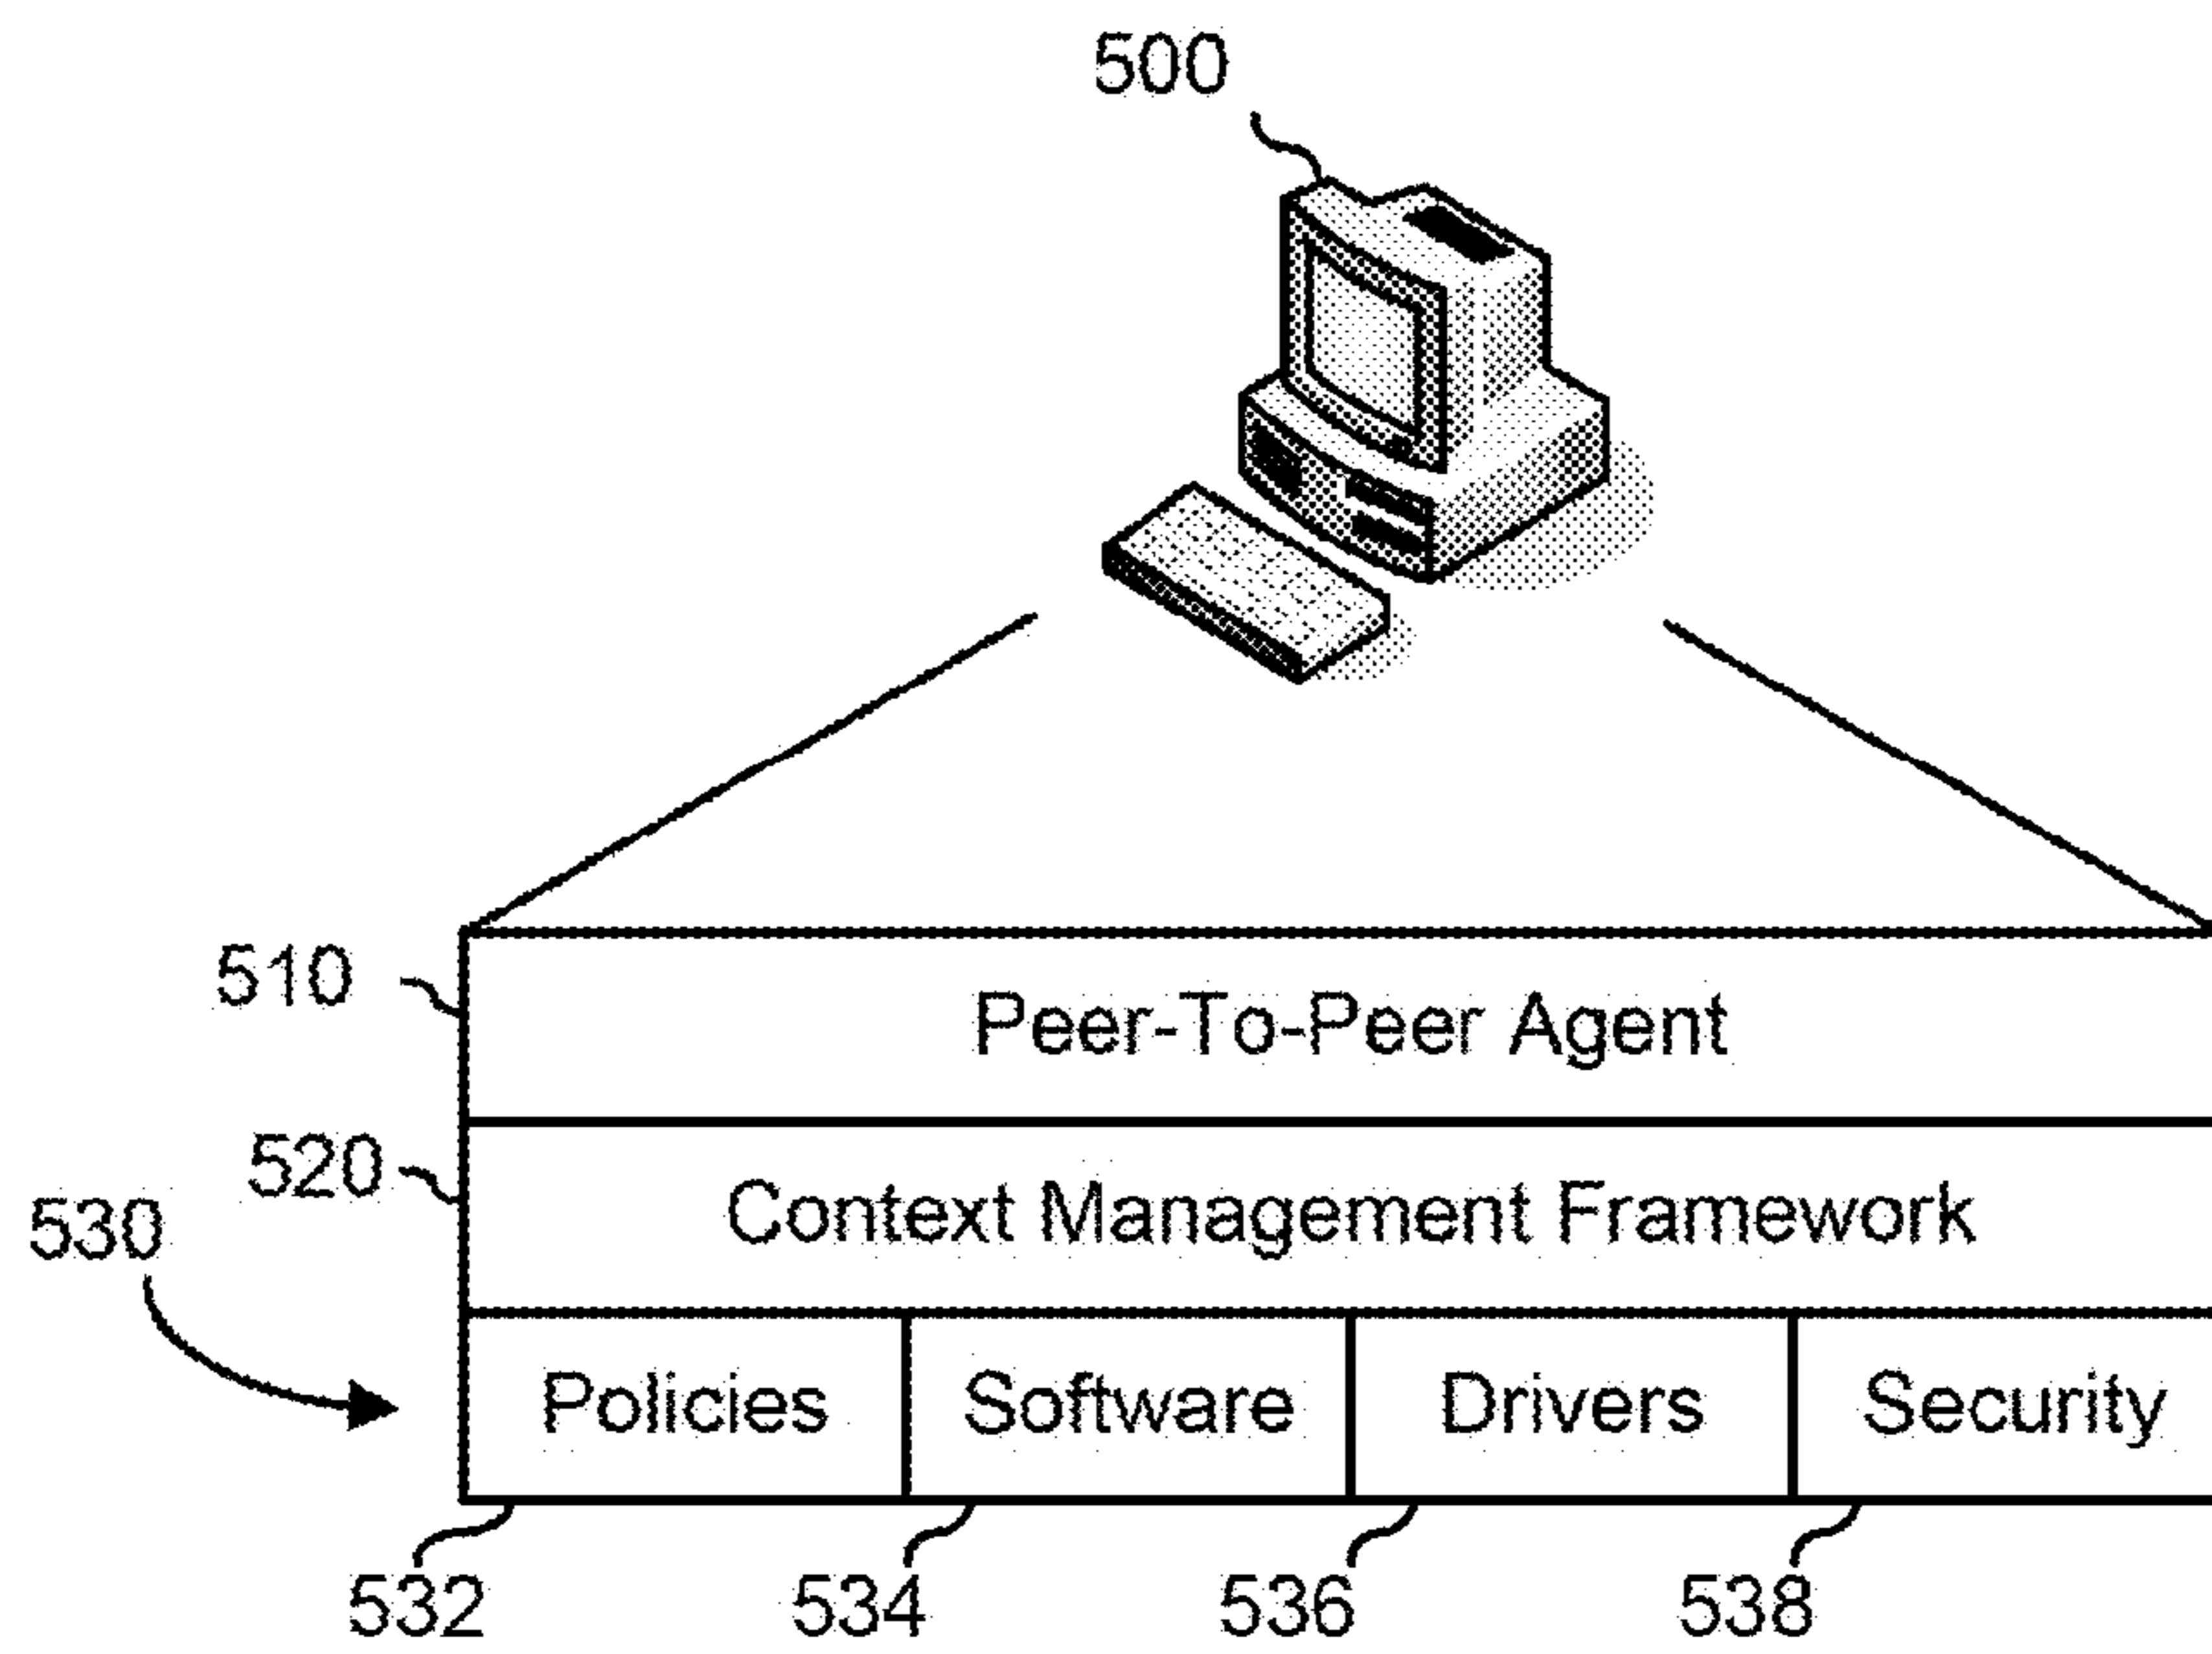 500
510
Peer-To-Peer Agent
520
Context Management Framework
530
Policies
Software
Drivers
Security
532
534
536
538